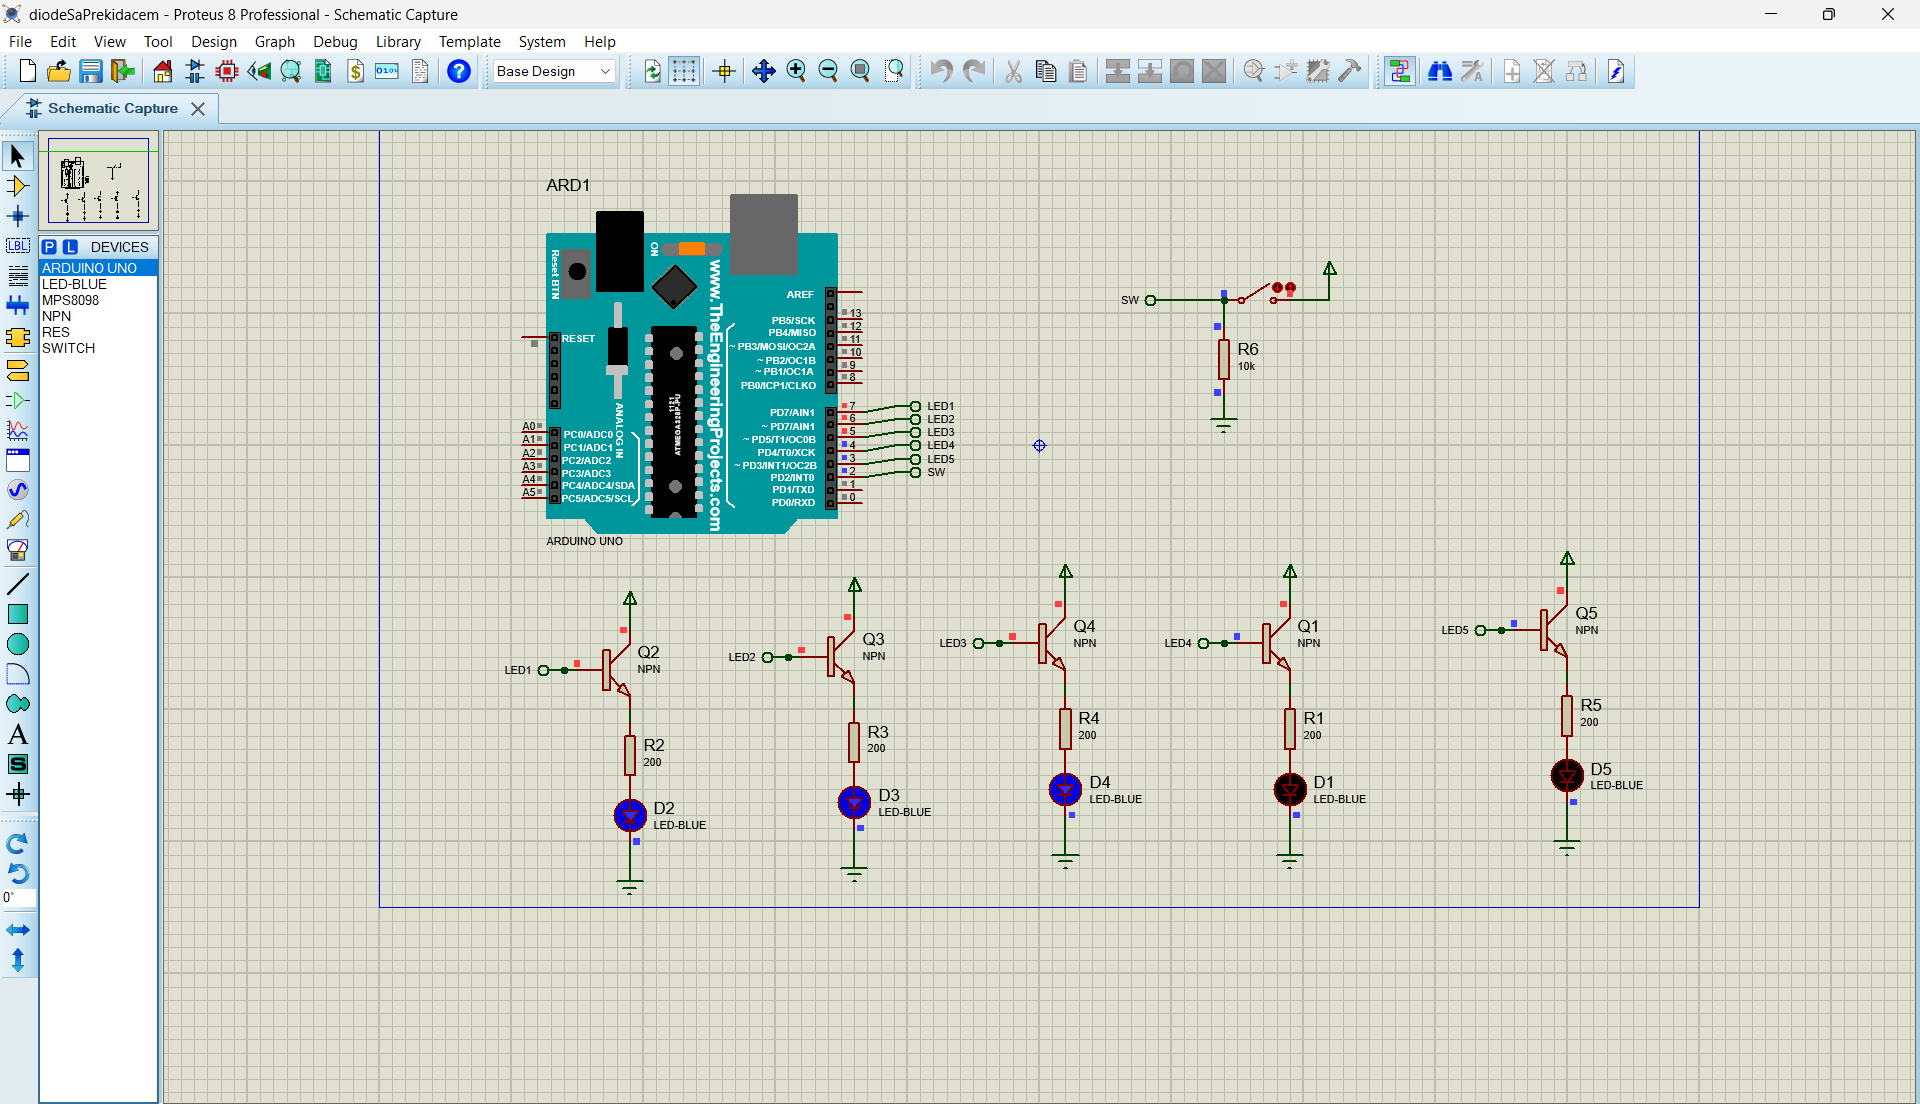 diodeSaPrekidacem - Proteus 8 Professional - Schematic Capture
File Edit View Tool Design Graph Debug Library Template System Help
Base Design
Schematic Capture
P L DEVICES
ARDUINO UNO
LED-BLUE
MPS8098
NPN
RES
SWITCH
LBL
A
S
0°
ARD1
Reset BTN
ON
www.TheEngineeringProjects.com
RESET
ANALOG IN
1121
ATMEGA328P-PU
AREF
PB5/SCK 13
PB4/MISO 12
~ PB3/MOSI/OC2A 11
~ PB2/OC1B 10
~ PB1/OC1A 9
PB0/ICP1/CLKO 8
PD7/AIN1 7 LED1
~ PD7/AIN1 6 LED2
~ PD5/T1/OC0B 5 LED3
PD4/T0/XCK 4 LED4
~ PD3/INT1/OC2B 3 LED5
PD2/INT0 2 SW
PD1/TXD 1
PD0/RXD 0
A0 PC0/ADC0
A1 PC1/ADC1
A2 PC2/ADC2
A3 PC3/ADC3
A4 PC4/ADC4/SDA
A5 PC5/ADC5/SCL
ARDUINO UNO
SW
R6
10k
LED1
Q2
NPN
R2
200
D2
LED-BLUE
LED2
Q3
NPN
R3
200
D3
LED-BLUE
LED3
Q4
NPN
R4
200
D4
LED-BLUE
LED4
Q1
NPN
R1
200
D1
LED-BLUE
LED5
Q5
NPN
R5
200
D5
LED-BLUE